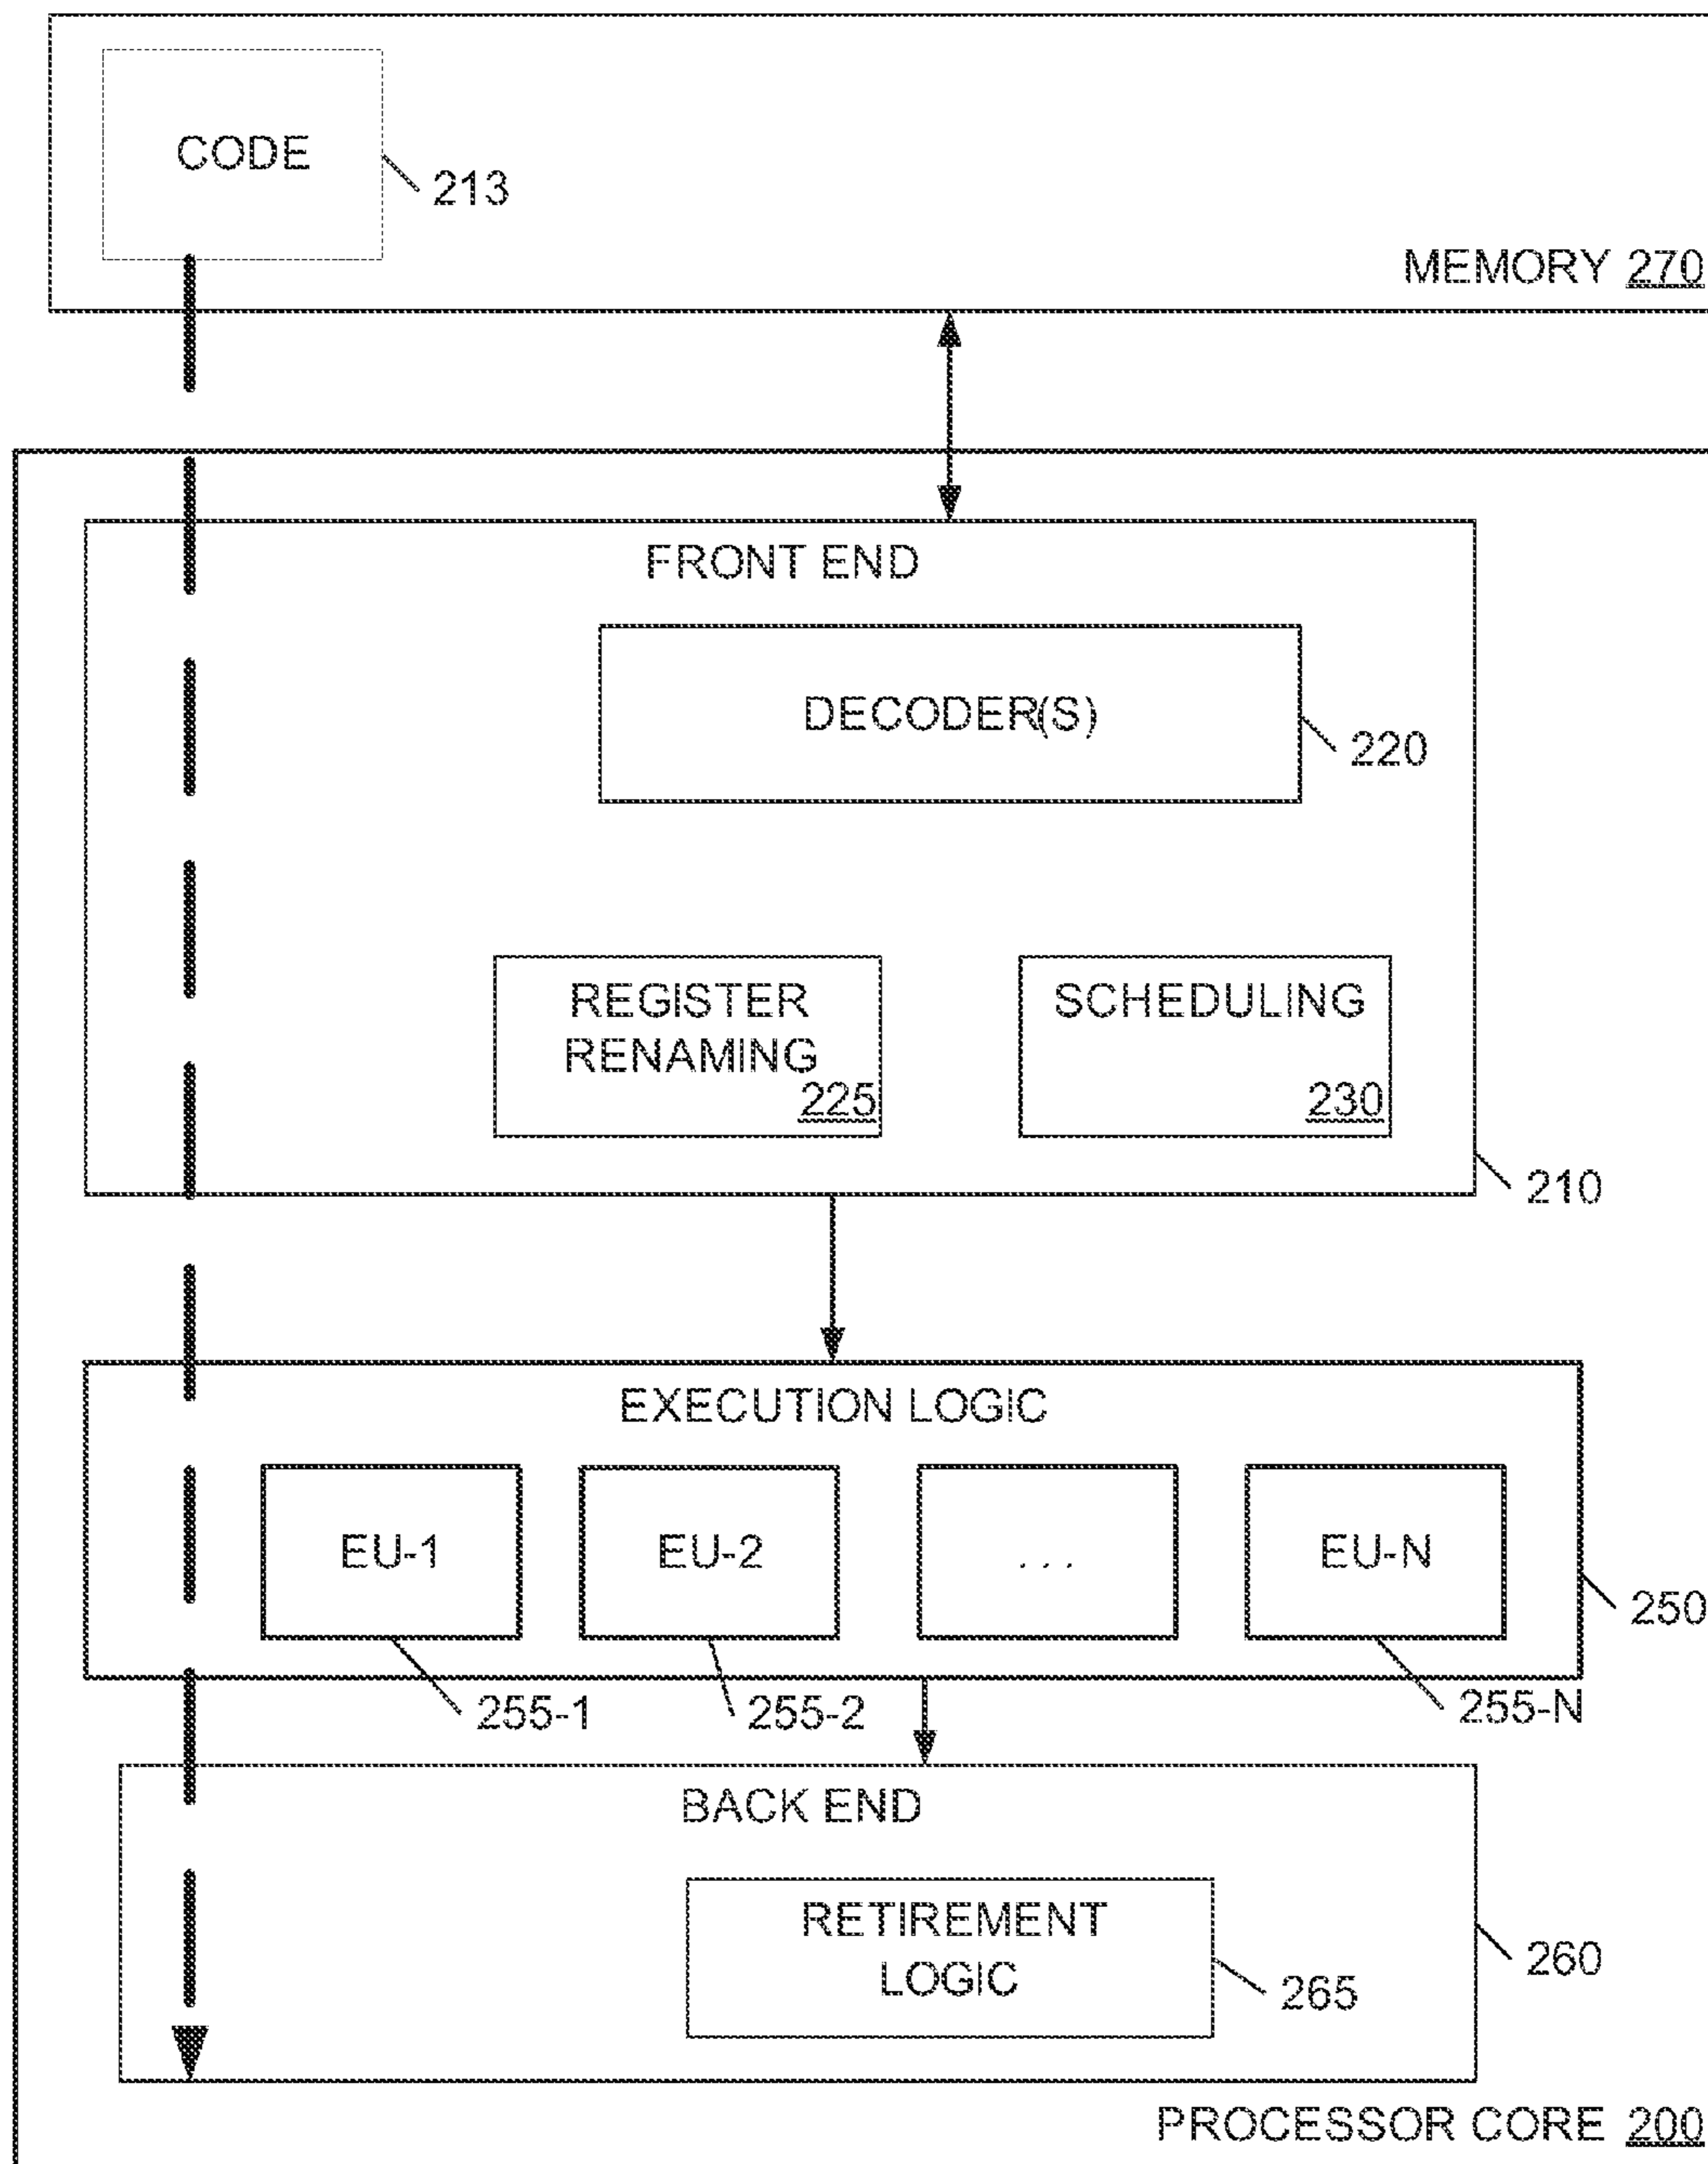 CODE
213
MEMORY 270
FRONT END
DECODER(S)
220
REGISTER
RENAMING
225
SCHEDULING
230
210
EXECUTION LOGIC
EU-1
EU-2
...
EU-N
250
255-1
255-2
255-N
BACK END
RETIREMENT
LOGIC
265
260
PROCESSOR CORE 200